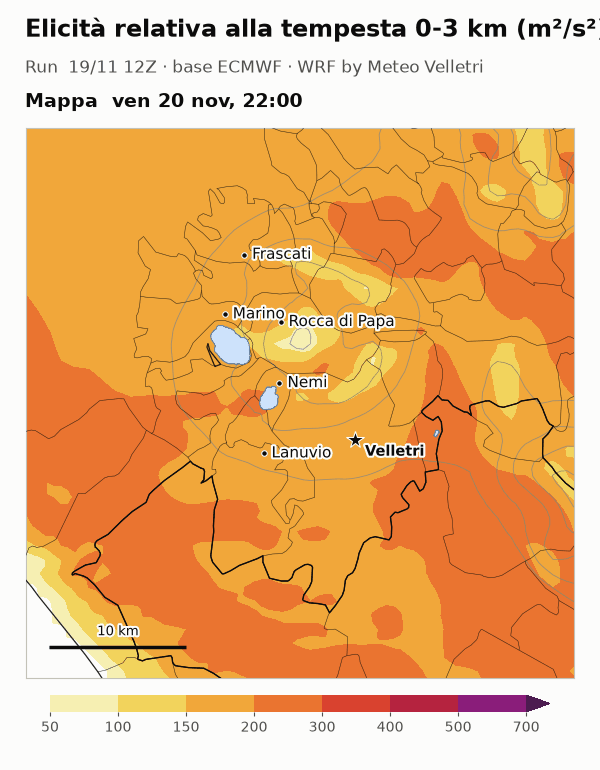 Elicità relativa alla tempesta 0-3 km (m²/s²)
Run 19/11 12Z · base ECMWF · WRF by Meteo Velletri
Mappa ven 20 nov, 22:00
Frascati
Marino
Rocca di Papa
Nemi
Velletri
Lanuvio
10 km
50 100 150 200 300 400 500 700